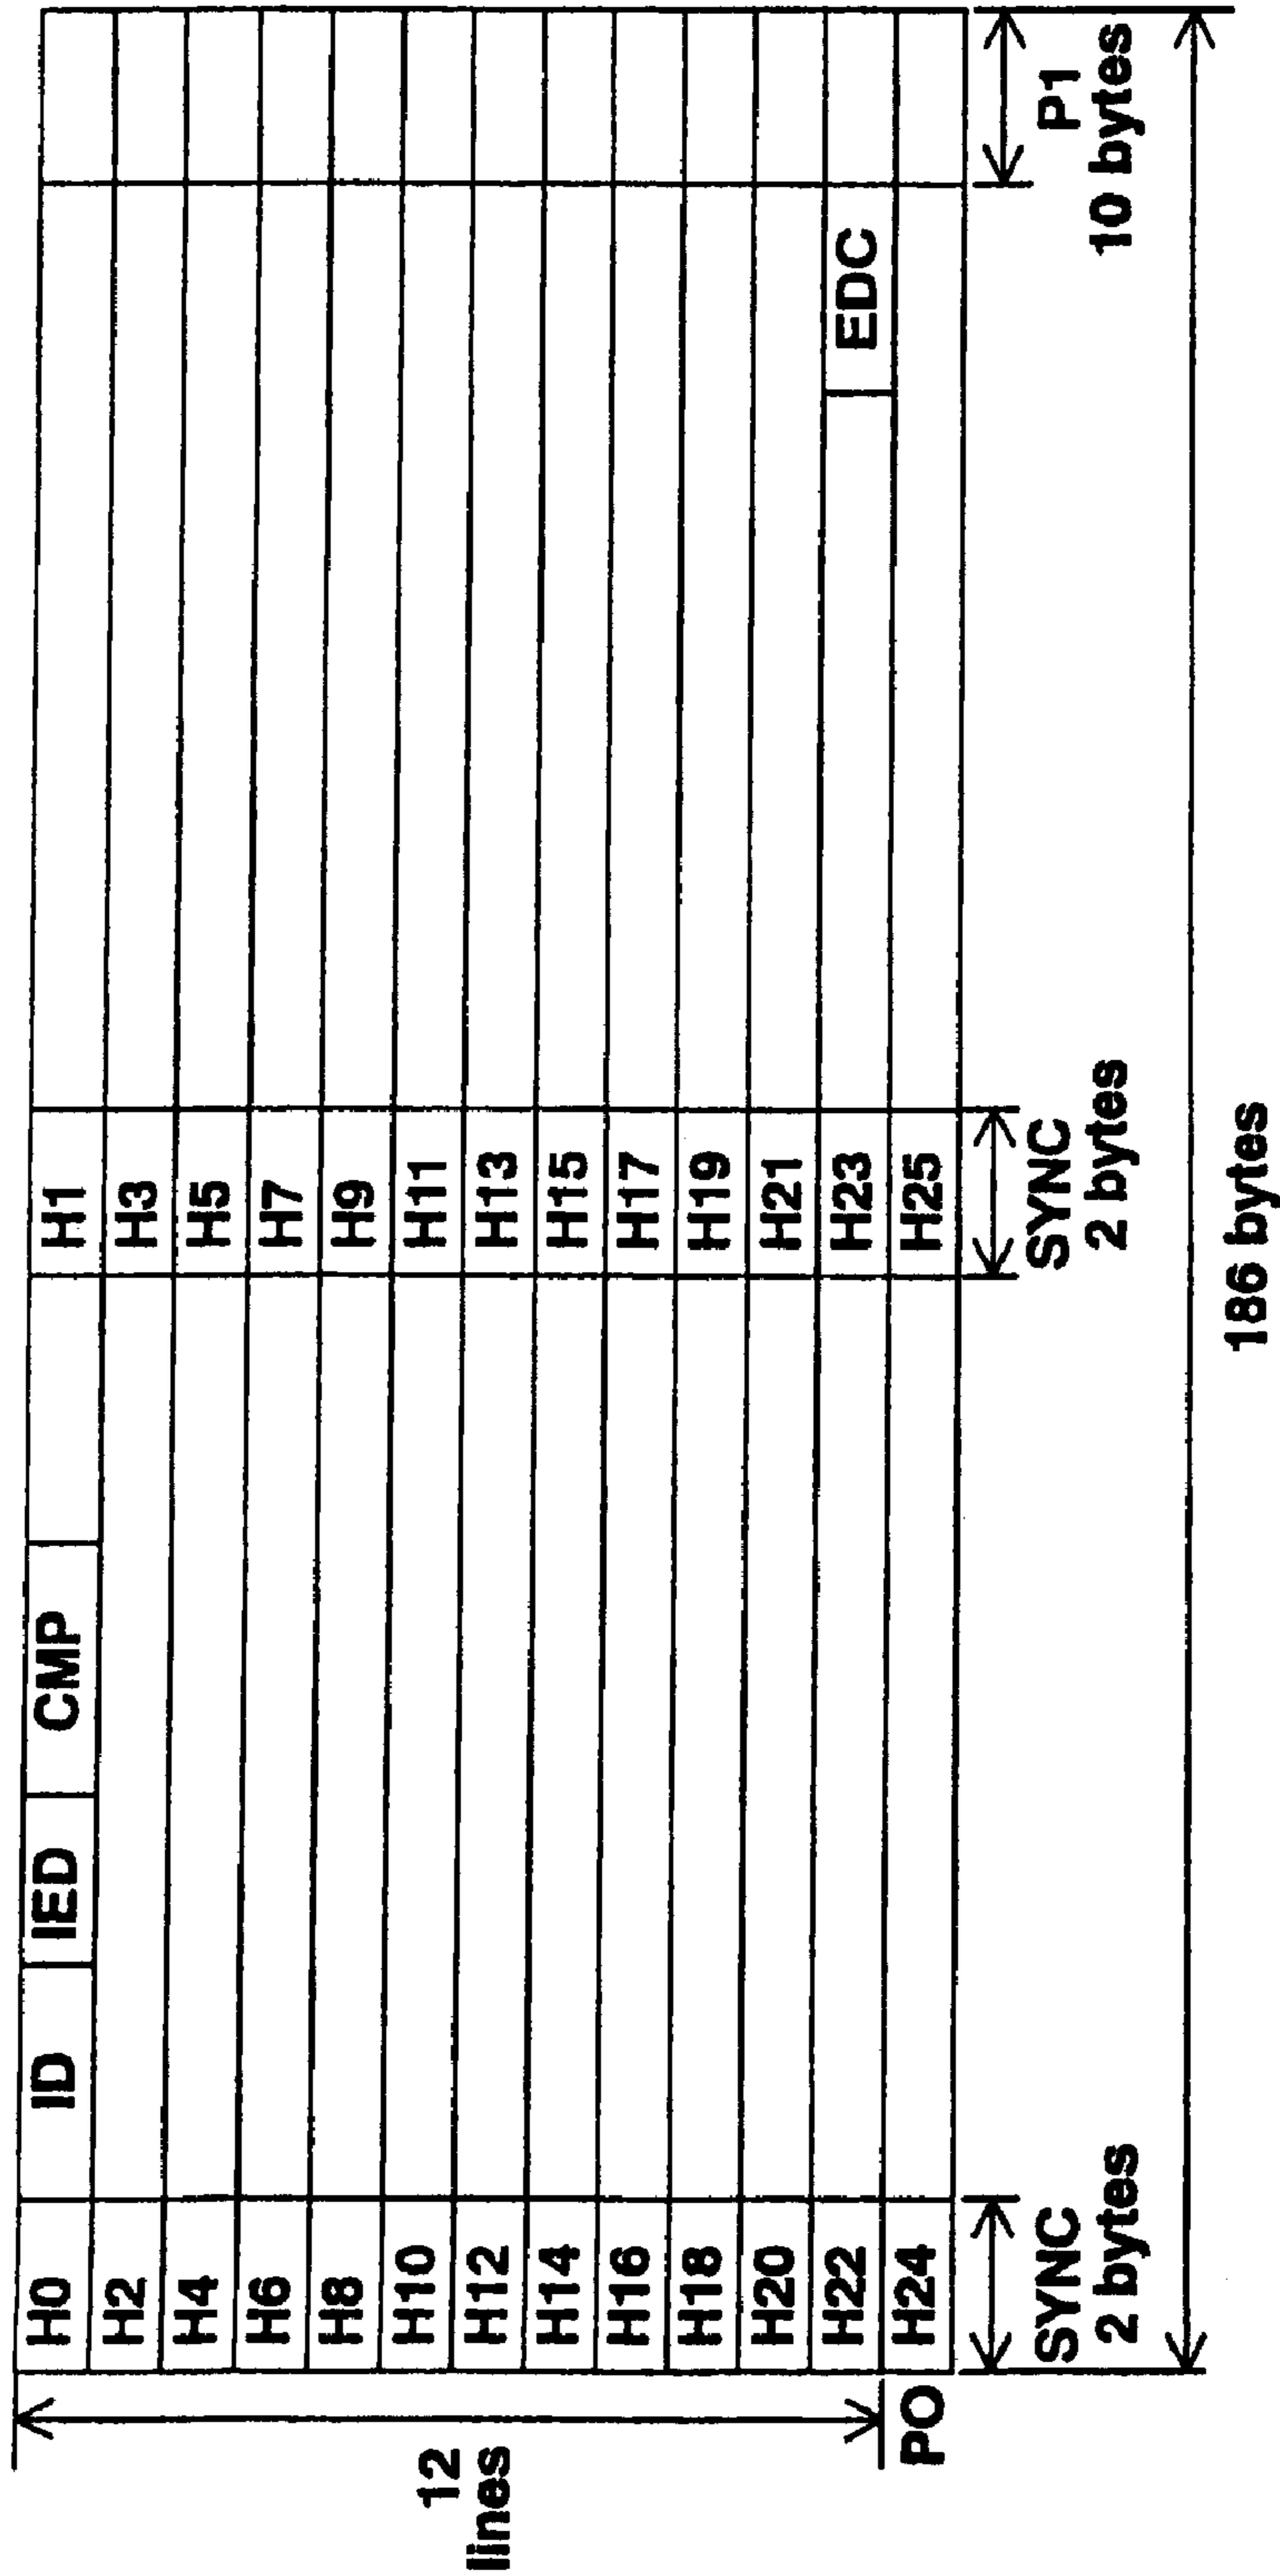 H0 ID IED CMP H1
H2 H3
H4 H5
H6 H7
H8 H9
H10 H11
H12 H13
H14 H15
H16 H17
H18 H19
H20 H21
H22 H23 EDC
H24 H25
12
lines
PO
SYNC
2 bytes
SYNC
2 bytes
P1
10 bytes
186 bytes